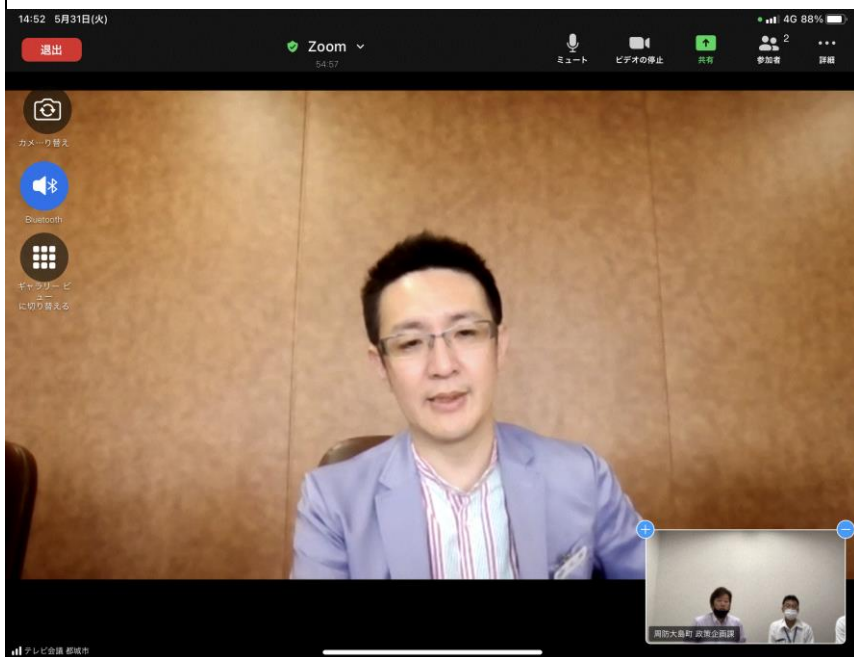 14:52 5月31日(火)
4G 88%
退出
Zoom
54:57
ミュート
ビデオの停止
共有
参加者
2
詳細
カメ…り替え
Bluetooth
ギャラリー ビ
ュー
に切り替える
周防大島町 政策企画課
テレビ会議 都城市